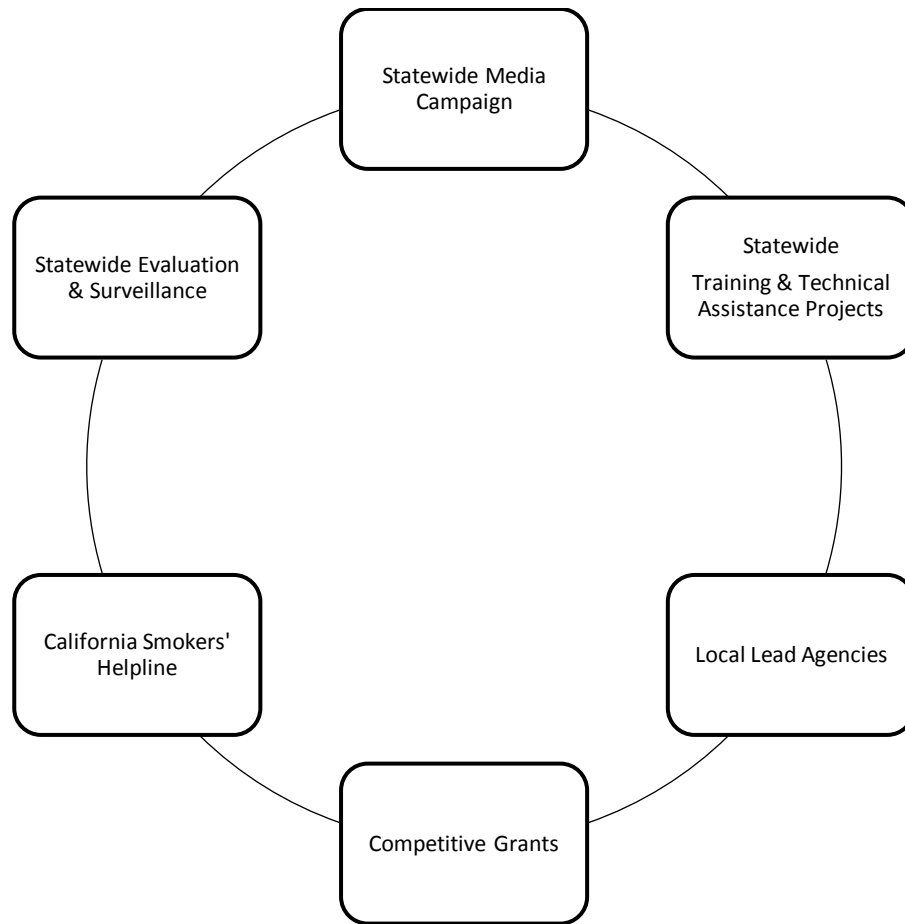 Statewide Media
Campaign
Statewide
Training & Technical
Assistance Projects
Local Lead Agencies
Competitive Grants
California Smokers'
Helpline
Statewide Evaluation
& Surveillance